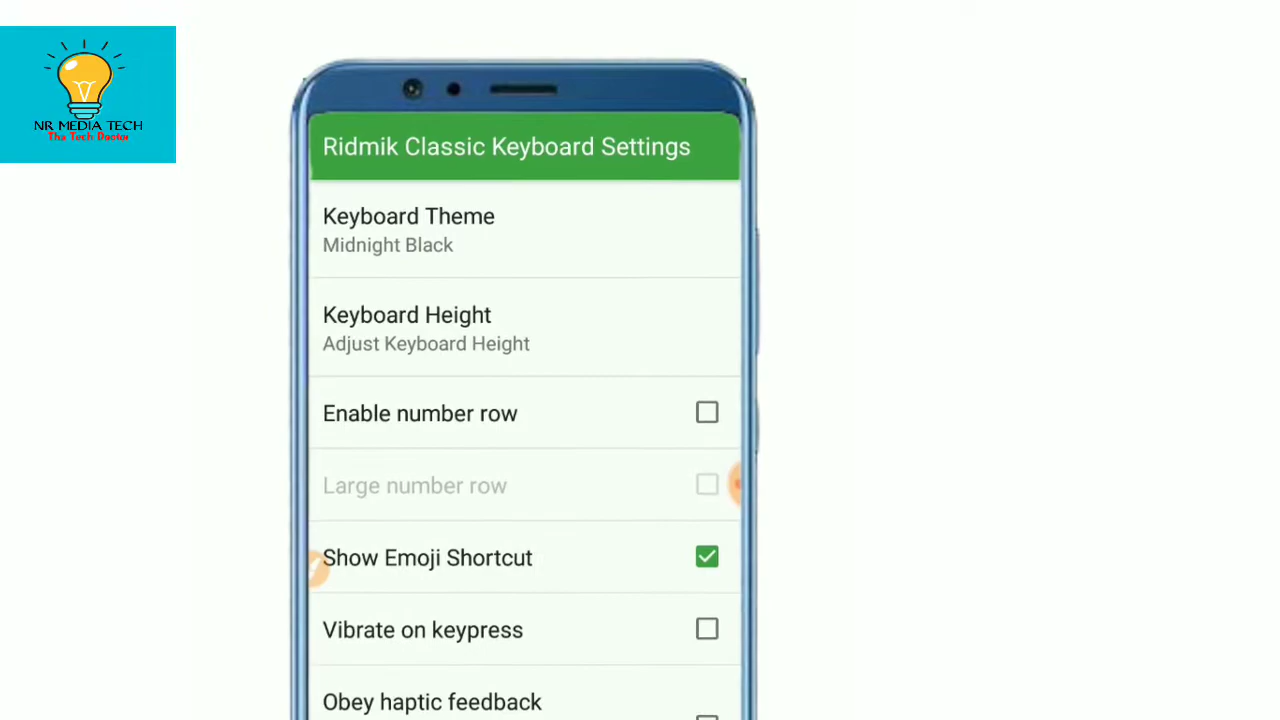 NR MEDIA TECH
The Tech Doctor
Ridmik Classic Keyboard Settings
Keyboard Theme
Midnight Black
Keyboard Height
Adjust Keyboard Height
Enable number row
Large number row
Show Emoji Shortcut
Vibrate on keypress
Obey haptic feedback